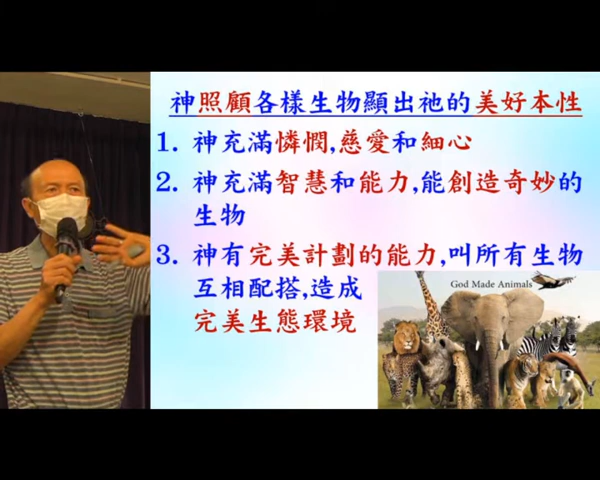 神照顧各樣生物顯出祂的美好本性
1. 神充滿憐憫,慈愛和細心
2. 神充滿智慧和能力,能創造奇妙的
生物
3. 神有完美計劃的能力,叫所有生物
互相配搭,造成
完美生態環境
God Made Animals